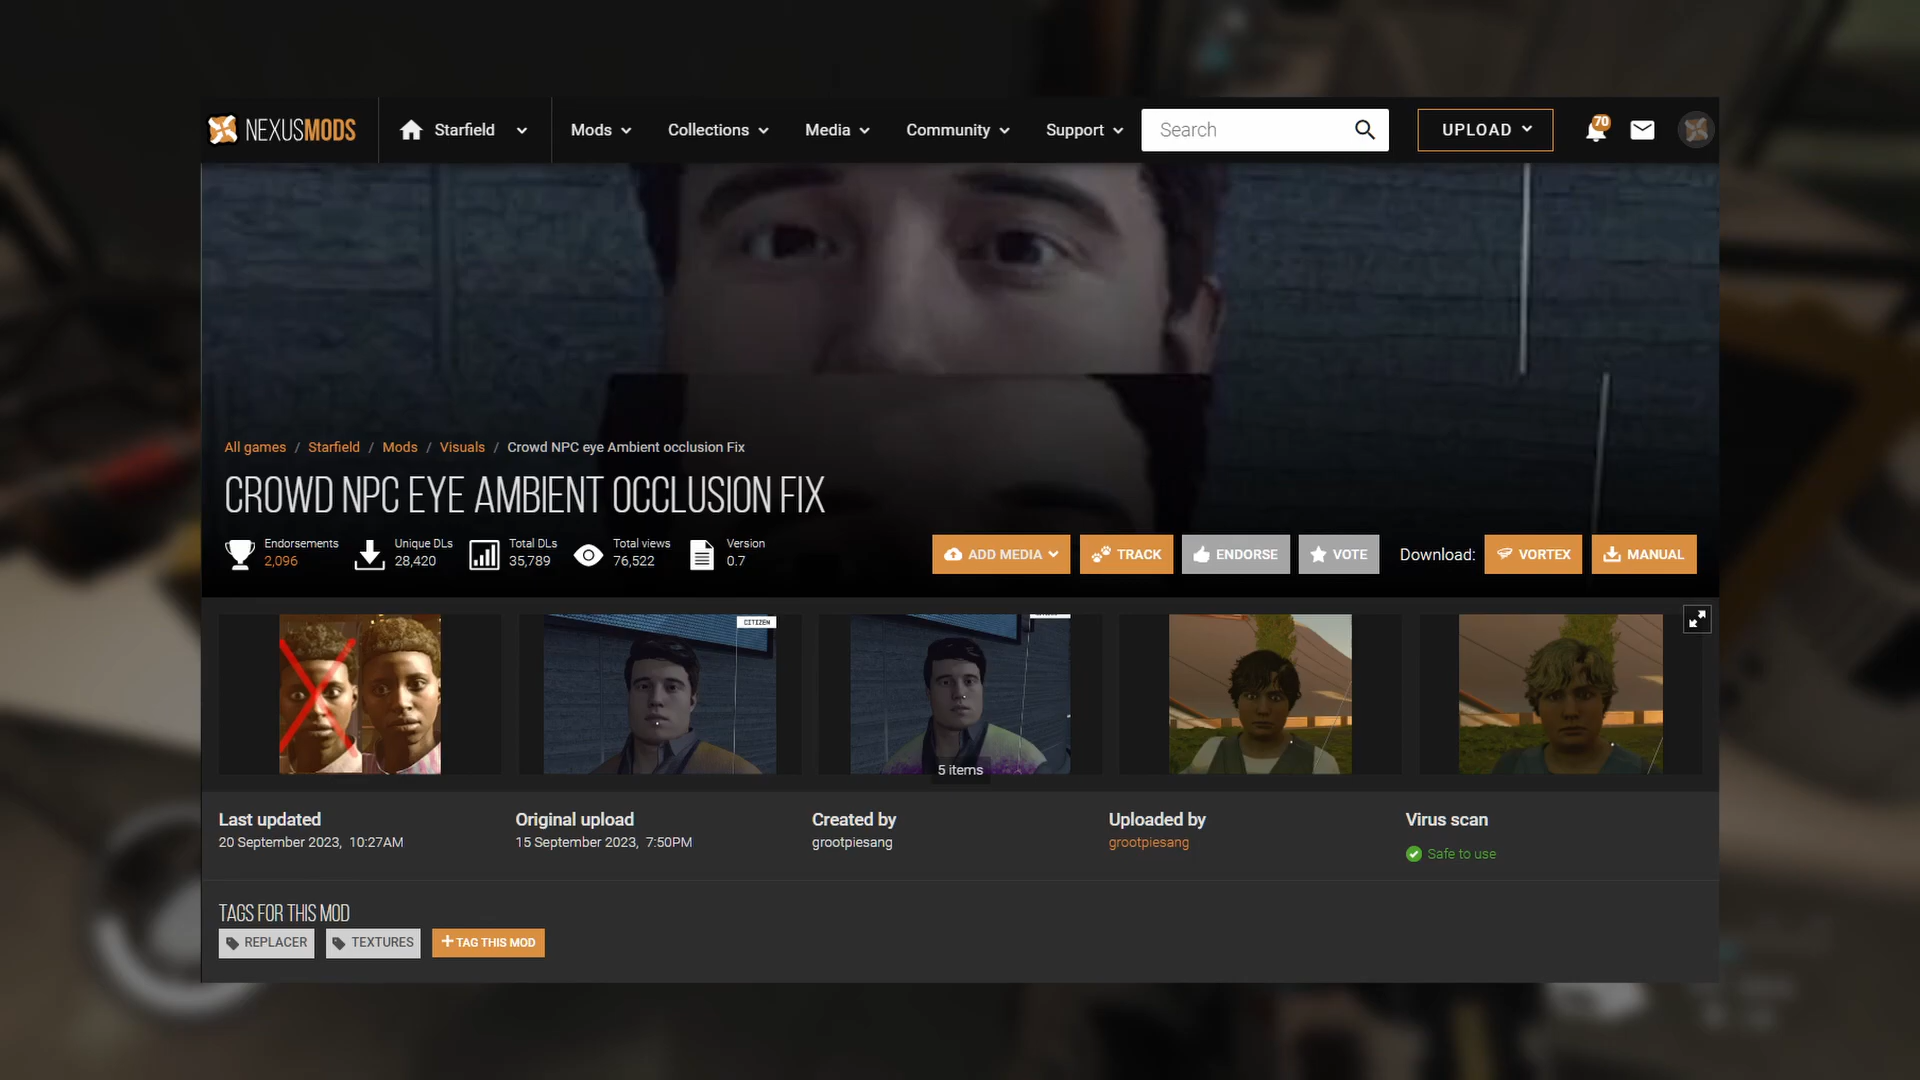 NEXUSMODS
Starfield
Mods
Collections
Media
Community
Support
Search
UPLOAD
70
All games / Starfield / Mods / Visuals / Crowd NPC eye Ambient occlusion Fix
CROWD NPC EYE AMBIENT OCCLUSION FIX
Endorsements
2,096
Unique DLs
28,420
Total DLs
35,789
Total views
76,522
Version
0.7
ADD MEDIA
TRACK
ENDORSE
VOTE
Download:
VORTEX
MANUAL
CITIZEN
5 items
Last updated
20 September 2023, 10:27AM
Original upload
15 September 2023, 7:50PM
Created by
grootpiesang
Uploaded by
grootpiesang
Virus scan
Safe to use
TAGS FOR THIS MOD
REPLACER
TEXTURES
TAG THIS MOD